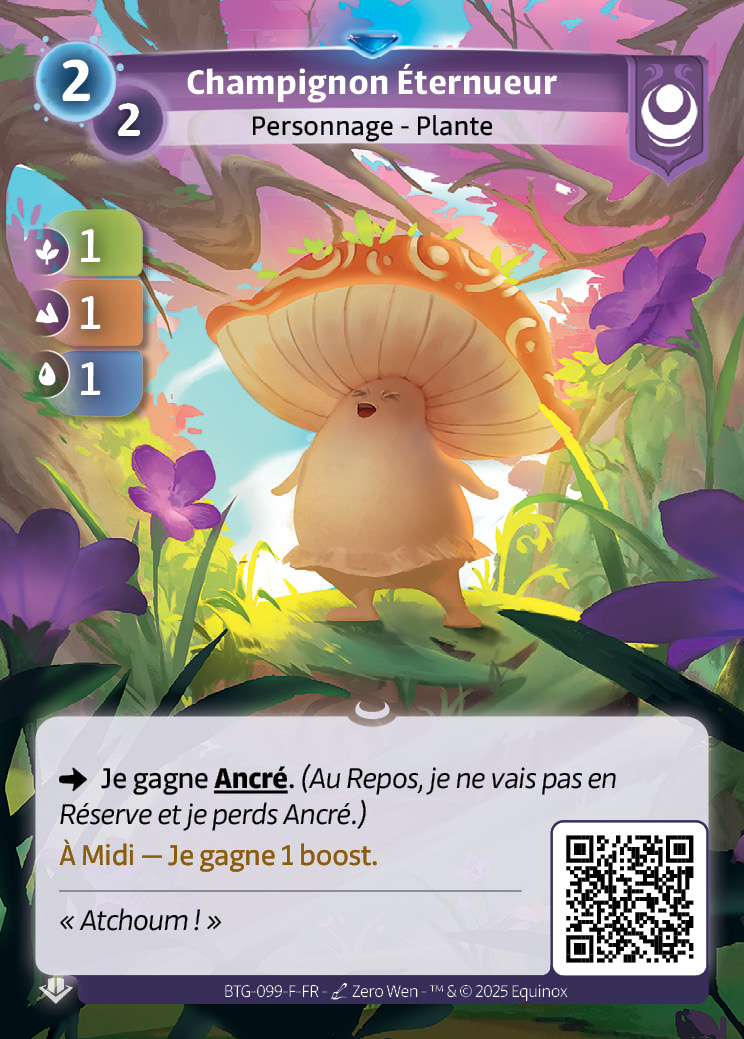 2
Champignon Éternueur
2
Personnage - Plante
1
1
1
Je gagne Ancré. (Au Repos, je ne vais pas en
Réserve et je perds Ancré.)
À Midi — Je gagne 1 boost.
« Atchoum ! »
BTG-099-F-FR - Zero Wen - ™ & © 2025 Equinox